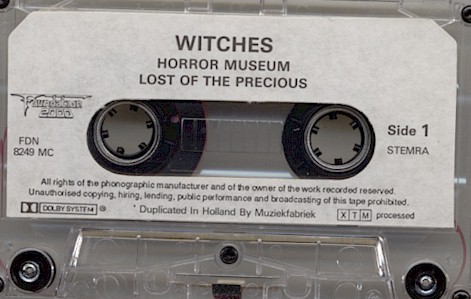 WITCHES
HORROR MUSEUM
LOST OF THE PRECIOUS
Foundation 2000
FDN
8249 MC
Side 1
STEMRA
All rights of the phonographic manufacturer and of the owner of the work recorded reserved.
Unauthorised copying, hiring, lending, public performance and broadcasting of this tape prohibited.
DOLBY SYSTEM ® * Duplicated In Holland By Muziekfabriek X T M processed